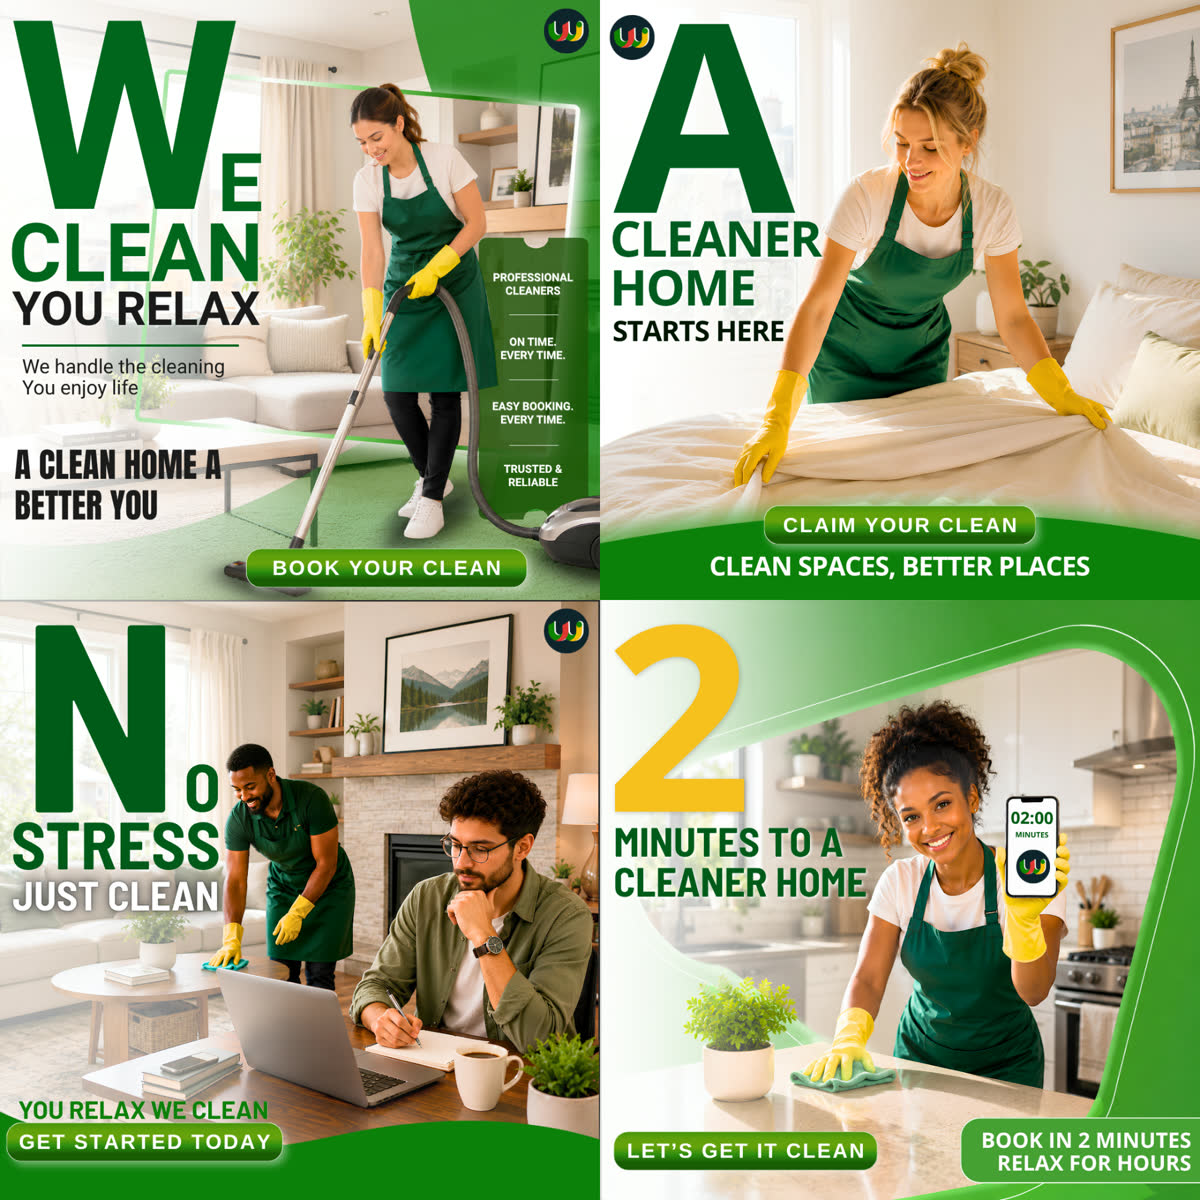 WE
CLEAN
YOU RELAX
We handle the cleaning
You enjoy life
A CLEAN HOME A
BETTER YOU
PROFESSIONAL
CLEANERS
ON TIME.
EVERY TIME.
EASY BOOKING.
EVERY TIME.
TRUSTED &
RELIABLE
BOOK YOUR CLEAN
A
CLEANER
HOME
STARTS HERE
CLAIM YOUR CLEAN
CLEAN SPACES, BETTER PLACES
NO
STRESS
JUST CLEAN
YOU RELAX WE CLEAN
GET STARTED TODAY
2
MINUTES TO A
CLEANER HOME
02:00
MINUTES
LET'S GET IT CLEAN
BOOK IN 2 MINUTES
RELAX FOR HOURS